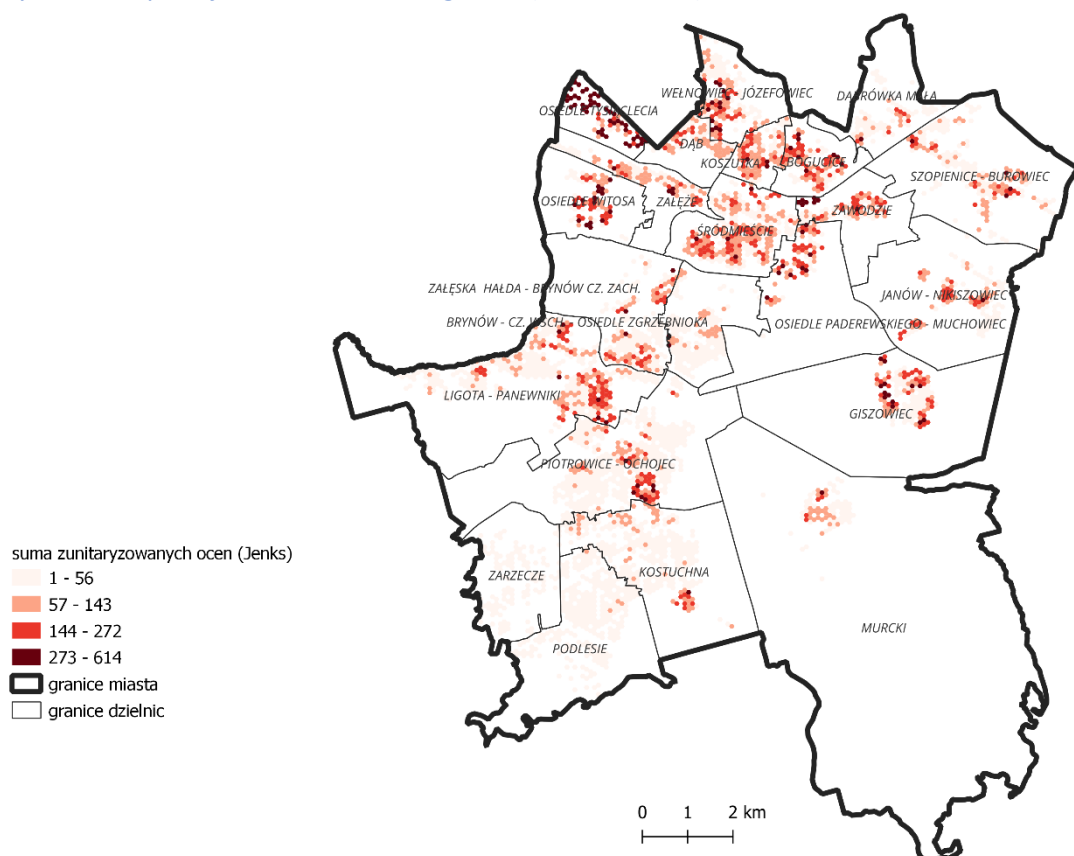 WEŁNOWIEC - JÓZEFOWIEC
DĄBRÓWKA MAŁA
OSIEDLE TYSIĄCLECIA
DĄB
KOSZUTKA
BOGUCICE
SZOPIENICE - BUROWIEC
OSIEDLE WITOSA
ZAŁĘŻE
ZAWODZIE
ŚRÓDMIEŚCIE
ZAŁĘSKA HAŁDA - BRYNÓW CZ. ZACH.
JANÓW - NIKISZOWIEC
BRYNÓW - CZ. WSCH. - OSIEDLE ZGRZEBNIOKA
OSIEDLE PADEREWSKIEGO - MUCHOWIEC
LIGOTA - PANEWNIKI
GISZOWIEC
PIOTROWICE - OCHOJEC
suma zunitaryzowanych ocen (Jenks)
1 - 56
57 - 143
144 - 272
273 - 614
granice miasta
granice dzielnic
ZARZECZE
KOSTUCHNA
MURCKI
PODLESIE
0 1 2 km